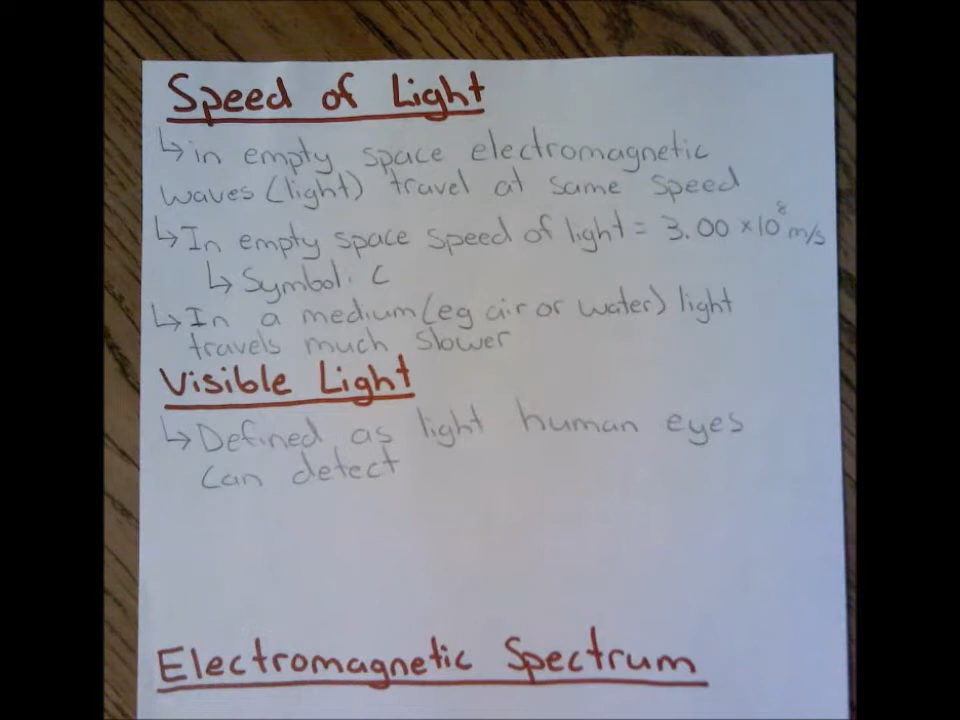 Speed of Light
↳ in empty space electromagnetic
waves (light) travel at same speed
↳ In empty space speed of light = 3.00 × 10⁸ m/s
↳ Symbol: C
↳ In a medium (eg air or water) light
travels much slower
Visible Light
↳ Defined as light human eyes
can detect
Electromagnetic Spectrum